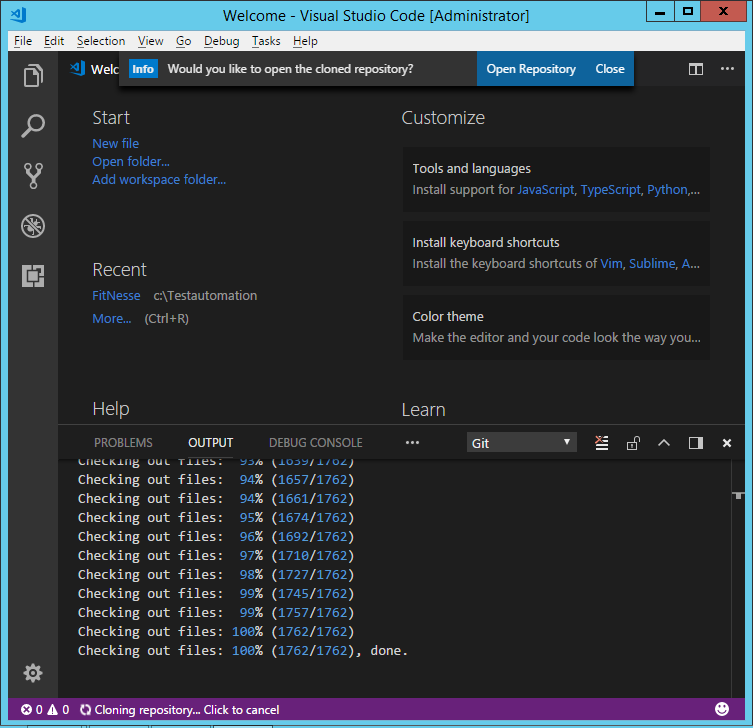 Welcome - Visual Studio Code [Administrator]
File Edit Selection View Go Debug Tasks Help
Welc
Info Would you like to open the cloned repository? Open Repository Close
Start
New file
Open folder...
Add workspace folder...
Recent
FitNesse c:\Testautomation
More... (Ctrl+R)
Help
Customize
Tools and languages
Install support for JavaScript, TypeScript, Python,...
Install keyboard shortcuts
Install the keyboard shortcuts of Vim, Sublime, A...
Color theme
Make the editor and your code look the way you...
Learn
PROBLEMS OUTPUT DEBUG CONSOLE ... Git
Checking out files: 93% (1639/1762)
Checking out files: 94% (1657/1762)
Checking out files: 94% (1661/1762)
Checking out files: 95% (1674/1762)
Checking out files: 96% (1692/1762)
Checking out files: 97% (1710/1762)
Checking out files: 98% (1727/1762)
Checking out files: 99% (1745/1762)
Checking out files: 99% (1757/1762)
Checking out files: 100% (1762/1762)
Checking out files: 100% (1762/1762), done.
0 0 Cloning repository... Click to cancel